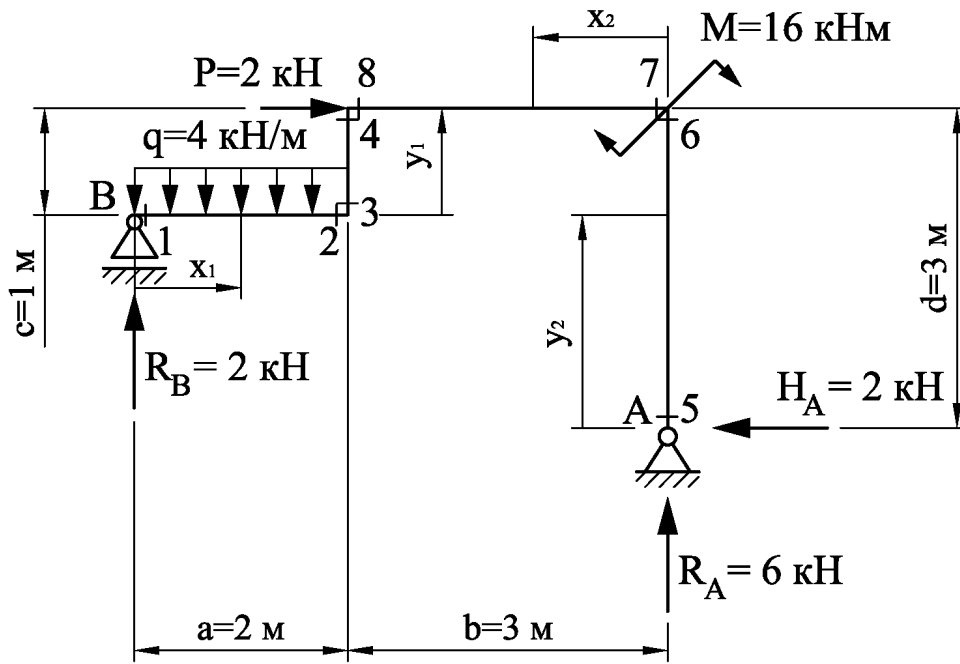 x₂
M=16 кНм
P=2 кН
8
7
q=4 кН/м
4
y₁
6
B
3
1
2
x₁
c=1 м
d=3 м
y₂
R_B = 2 кН
A
5
H_A = 2 кН
R_A = 6 кН
a=2 м
b=3 м